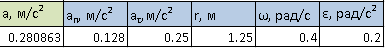 a, м/с² aₙ, м/с² aₜ, м/с² r, м ω, рад/с ε, рад/с²
0.280863 0.128 0.25 1.25 0.4 0.2